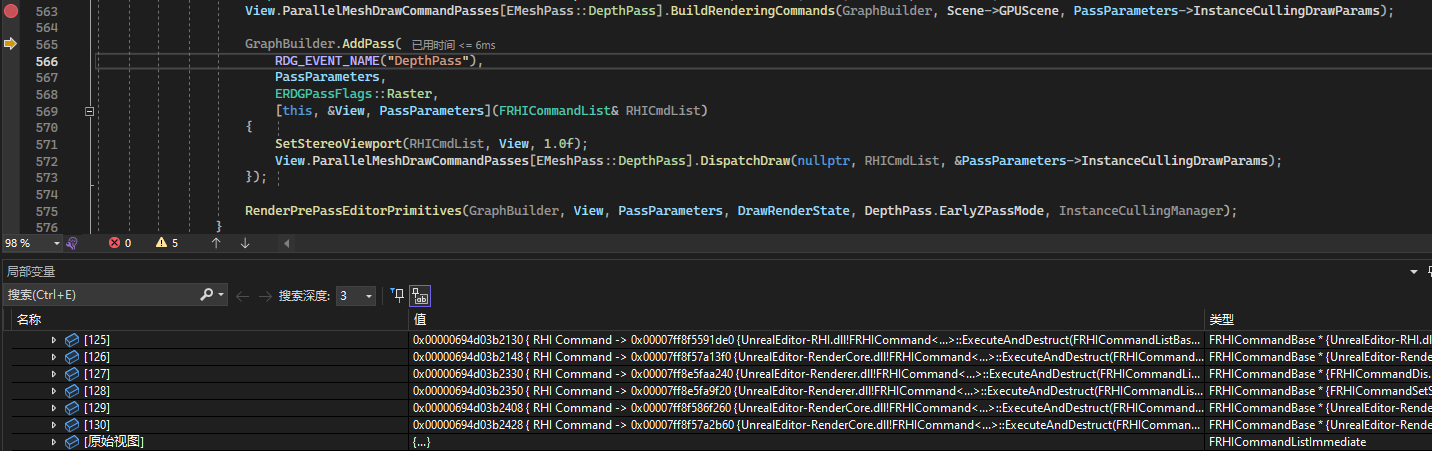 563 View.ParallelMeshDrawCommandPasses[EMeshPass::DepthPass].BuildRenderingCommands(GraphBuilder, Scene->GPUScene, PassParameters->InstanceCullingDrawParams);
564
565 GraphBuilder.AddPass( 已用时间 <= 6ms
566 RDG_EVENT_NAME("DepthPass"),
567 PassParameters,
568 ERDGPassFlags::Raster,
569 [this, &View, PassParameters](FRHICommandList& RHICmdList)
570 {
571 SetStereoViewport(RHICmdList, View, 1.0f);
572 View.ParallelMeshDrawCommandPasses[EMeshPass::DepthPass].DispatchDraw(nullptr, RHICmdList, &PassParameters->InstanceCullingDrawParams);
573 });
574
575 RenderPrePassEditorPrimitives(GraphBuilder, View, PassParameters, DrawRenderState, DepthPass.EarlyZPassMode, InstanceCullingManager);
576 }
98 % 0 5
局部变量
搜索(Ctrl+E) 搜索深度: 3
名称 值 类型
[125] 0x00000694d03b2130 { RHI Command -> 0x00007ff8f5591de0 {UnrealEditor-RHI.dll!FRHICommand<...>::ExecuteAndDestruct(FRHICommandListBas... FRHICommandBase * {UnrealEditor-RHI.dl
[126] 0x00000694d03b2148 { RHI Command -> 0x00007ff8f57a13f0 {UnrealEditor-RenderCore.dll!FRHICommand<...>::ExecuteAndDestruct(FRHICommand... FRHICommandBase * {UnrealEditor-Rende
[127] 0x00000694d03b2330 { RHI Command -> 0x00007ff8e5faa240 {UnrealEditor-Renderer.dll!FRHICommand<...>::ExecuteAndDestruct(FRHICommandLi... FRHICommandBase * {FRHICommandDis...
[128] 0x00000694d03b2350 { RHI Command -> 0x00007ff8e5fa9f20 {UnrealEditor-Renderer.dll!FRHICommand<...>::ExecuteAndDestruct(FRHICommandLis... FRHICommandBase * {FRHICommandSetS
[129] 0x00000694d03b2408 { RHI Command -> 0x00007ff8f586f260 {UnrealEditor-RenderCore.dll!FRHICommand<...>::ExecuteAndDestruct(FRHICommand... FRHICommandBase * {UnrealEditor-Rende
[130] 0x00000694d03b2428 { RHI Command -> 0x00007ff8f57a2b60 {UnrealEditor-RenderCore.dll!FRHICommand<...>::ExecuteAndDestruct(FRHIComman... FRHICommandBase * {UnrealEditor-Rende
[原始视图] {...} FRHICommandListImmediate